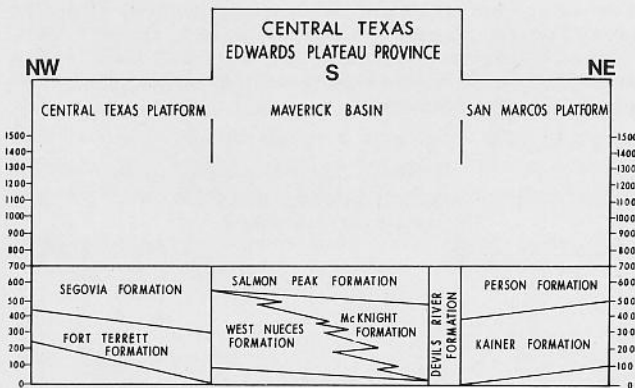 CENTRAL TEXAS
EDWARDS PLATEAU PROVINCE
NW
S
NE
CENTRAL TEXAS PLATFORM
MAVERICK BASIN
SAN MARCOS PLATFORM
1500
1400
1300
1200
1100
1000
900
800
700
600
500
400
300
200
100
0
SEGOVIA FORMATION
FORT TERRETT
FORMATION
SALMON PEAK FORMATION
WEST NUECES
FORMATION
McKNIGHT
FORMATION
DEVILS RIVER
FORMATION
PERSON FORMATION
KAINER FORMATION
1500
1400
1300
1200
1100
1000
900
800
700
600
500
400
300
200
100
0